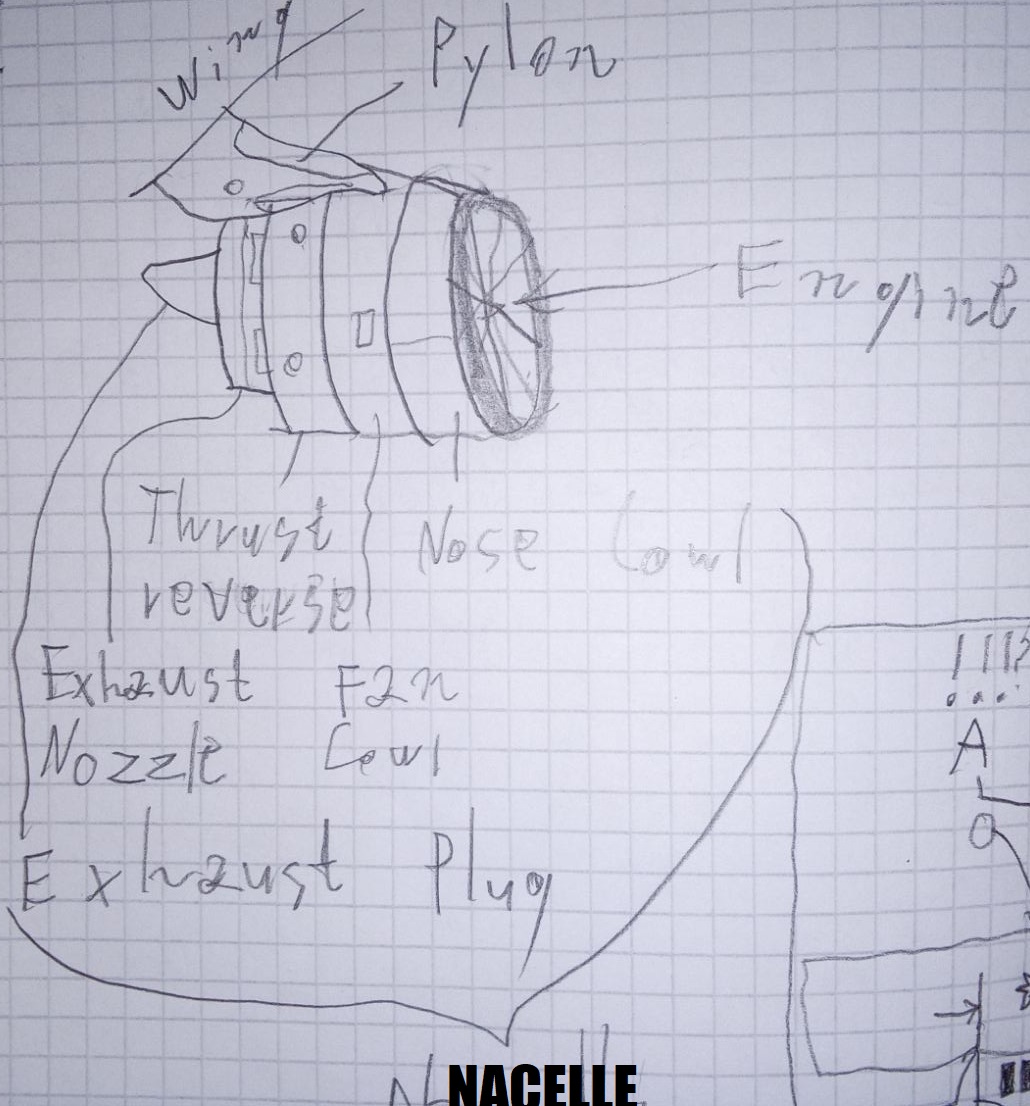 Wing
Pylon
Engine
Thrust
reverse
Nose Cowl
Exhaust
Nozzle
Fan
Cowl
Exhaust Plug
!!!?
...
A
NACELLE